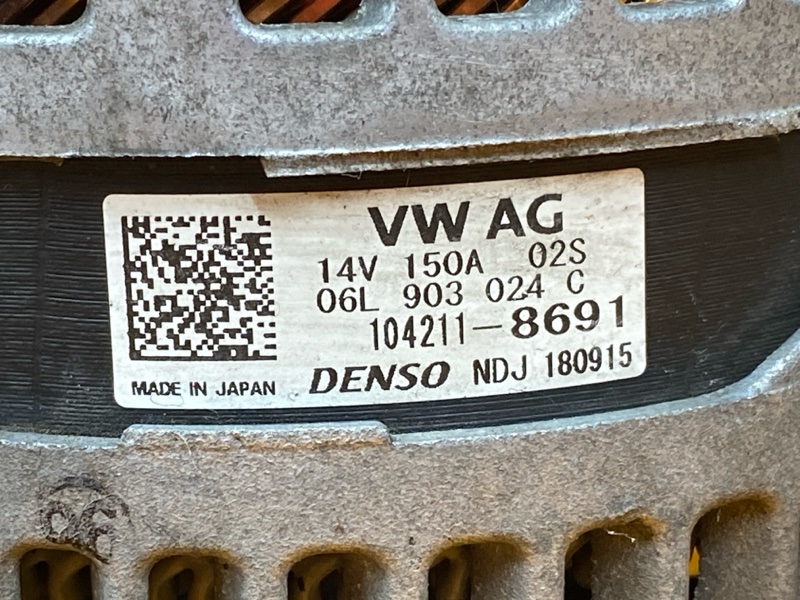 VW AG
14V 150A 02S
06L 903 024 C
104211-8691
MADE IN JAPAN DENSO NDJ 180915